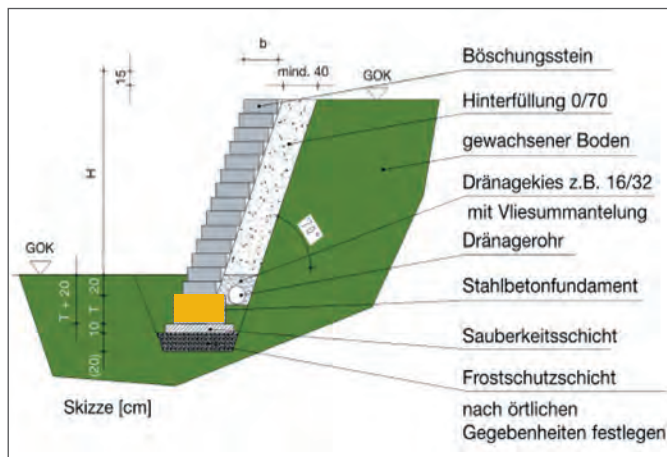 b
mind. 40
GOK
15
H
70°
GOK
T + 20
20
T
10
(20)
Skizze [cm]
Böschungsstein
Hinterfüllung 0/70
gewachsener Boden
Dränagekies z.B. 16/32
mit Vliesummantelung
Dränagerohr
Stahlbetonfundament
Sauberkeitsschicht
Frostschutzschicht
nach örtlichen
Gegebenheiten festlegen